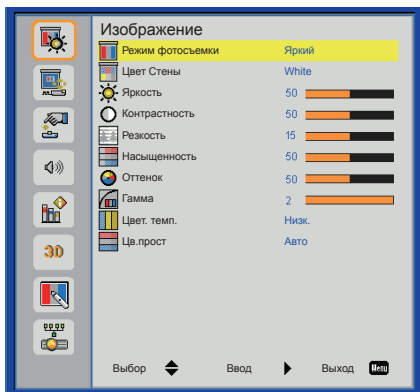 Изображение
Режим фотосъемки Яркий
Цвет Стены White
Яркость 50
Контрастность 50
Резкость 15
Насыщенность 50
Оттенок 50
Гамма 2
Цвет. темп. Низк.
Цв.прост Авто
3D
Выбор Ввод Выход Menu